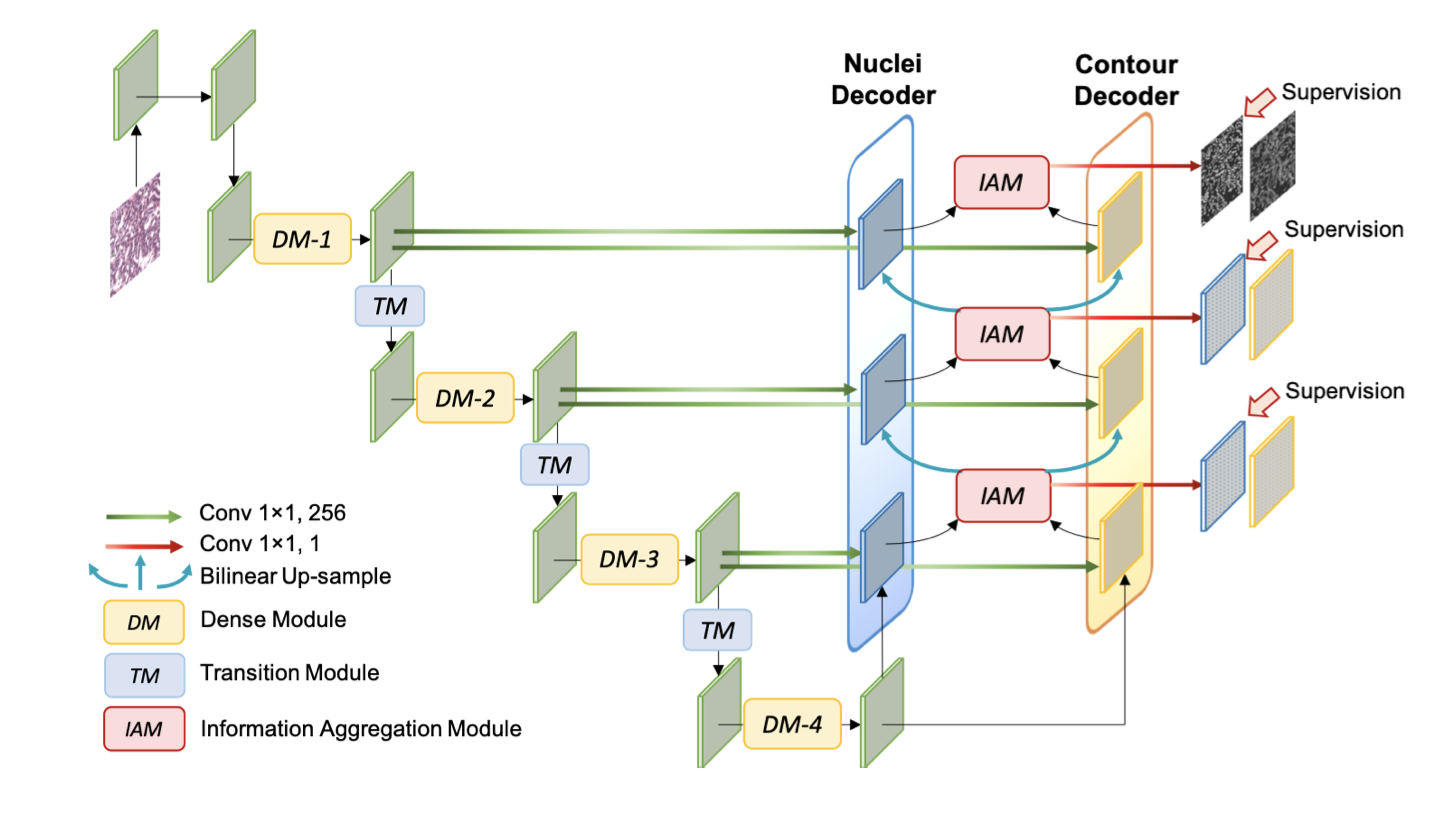 Nuclei
Decoder
Contour
Decoder
Supervision
IAM
DM-1
Supervision
TM
IAM
DM-2
Supervision
TM
IAM
Conv 1×1, 256
Conv 1×1, 1
Bilinear Up-sample
DM-3
DM
Dense Module
TM
TM
Transition Module
IAM
Information Aggregation Module
DM-4